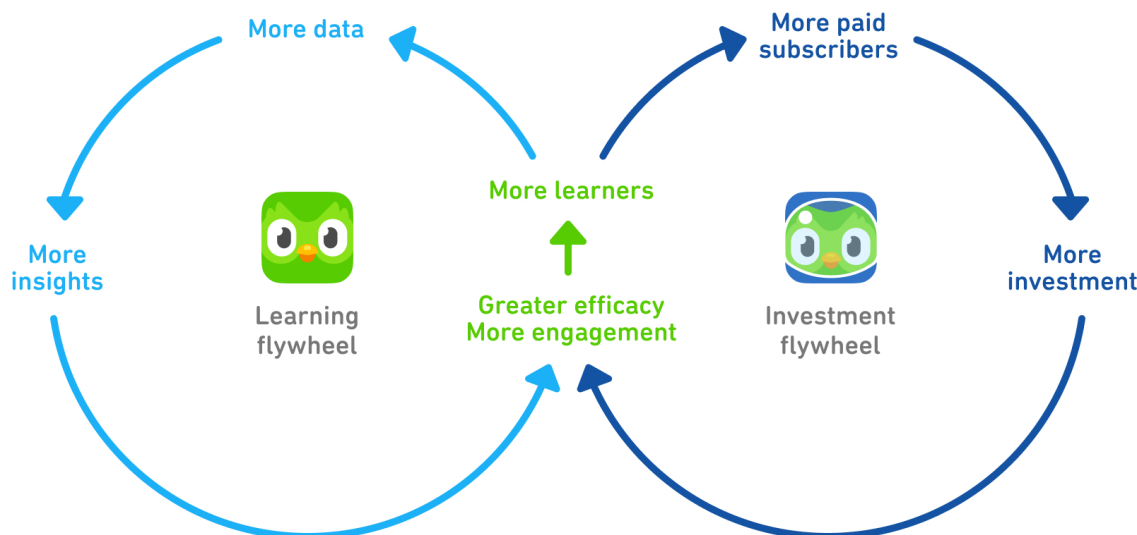 More data
More paid
subscribers
More learners
More
insights
More
investment
Greater efficacy
More engagement
Learning
flywheel
Investment
flywheel